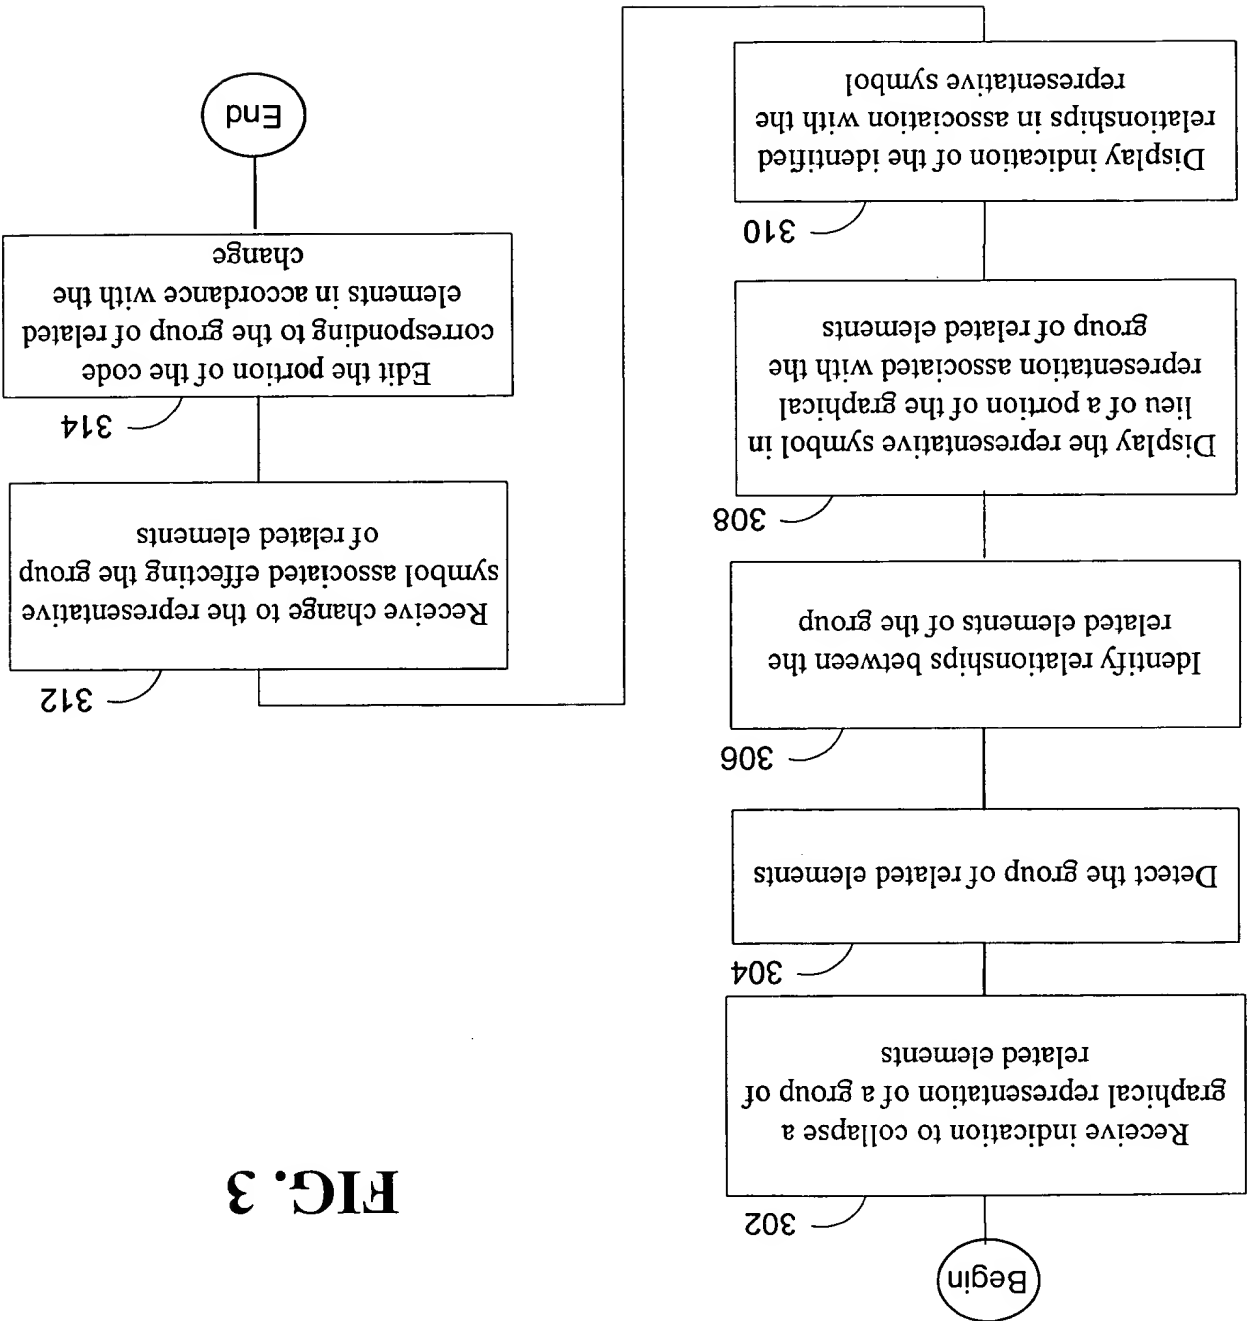 Begin
302
Receive indication to collapse a
graphical representation of a group of
related elements
304
Detect the group of related elements
306
Identify relationships between the
related elements of the group
308
Display the representative symbol in
lieu of a portion of the graphical
representation associated with the
group of related elements
310
Display indication of the identified
relationships in association with the
representative symbol
312
Receive change to the representative
symbol associated effecting the group
of related elements
314
Edit the portion of the code
corresponding to the group of related
elements in accordance with the
change
End
FIG. 3